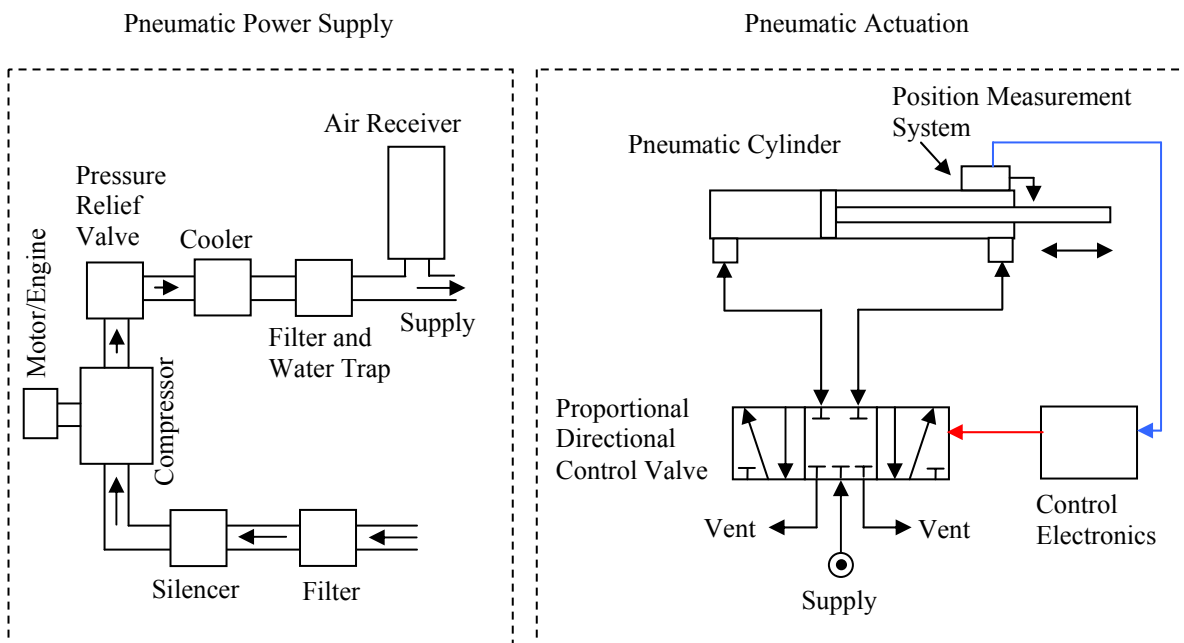 Pneumatic Power Supply
Air Receiver
Pressure
Relief
Valve
Cooler
Motor/Engine
Supply
Filter and
Water Trap
Compressor
Silencer
Filter
Pneumatic Actuation
Position Measurement
System
Pneumatic Cylinder
Proportional
Directional
Control Valve
Vent
Vent
Control
Electronics
Supply